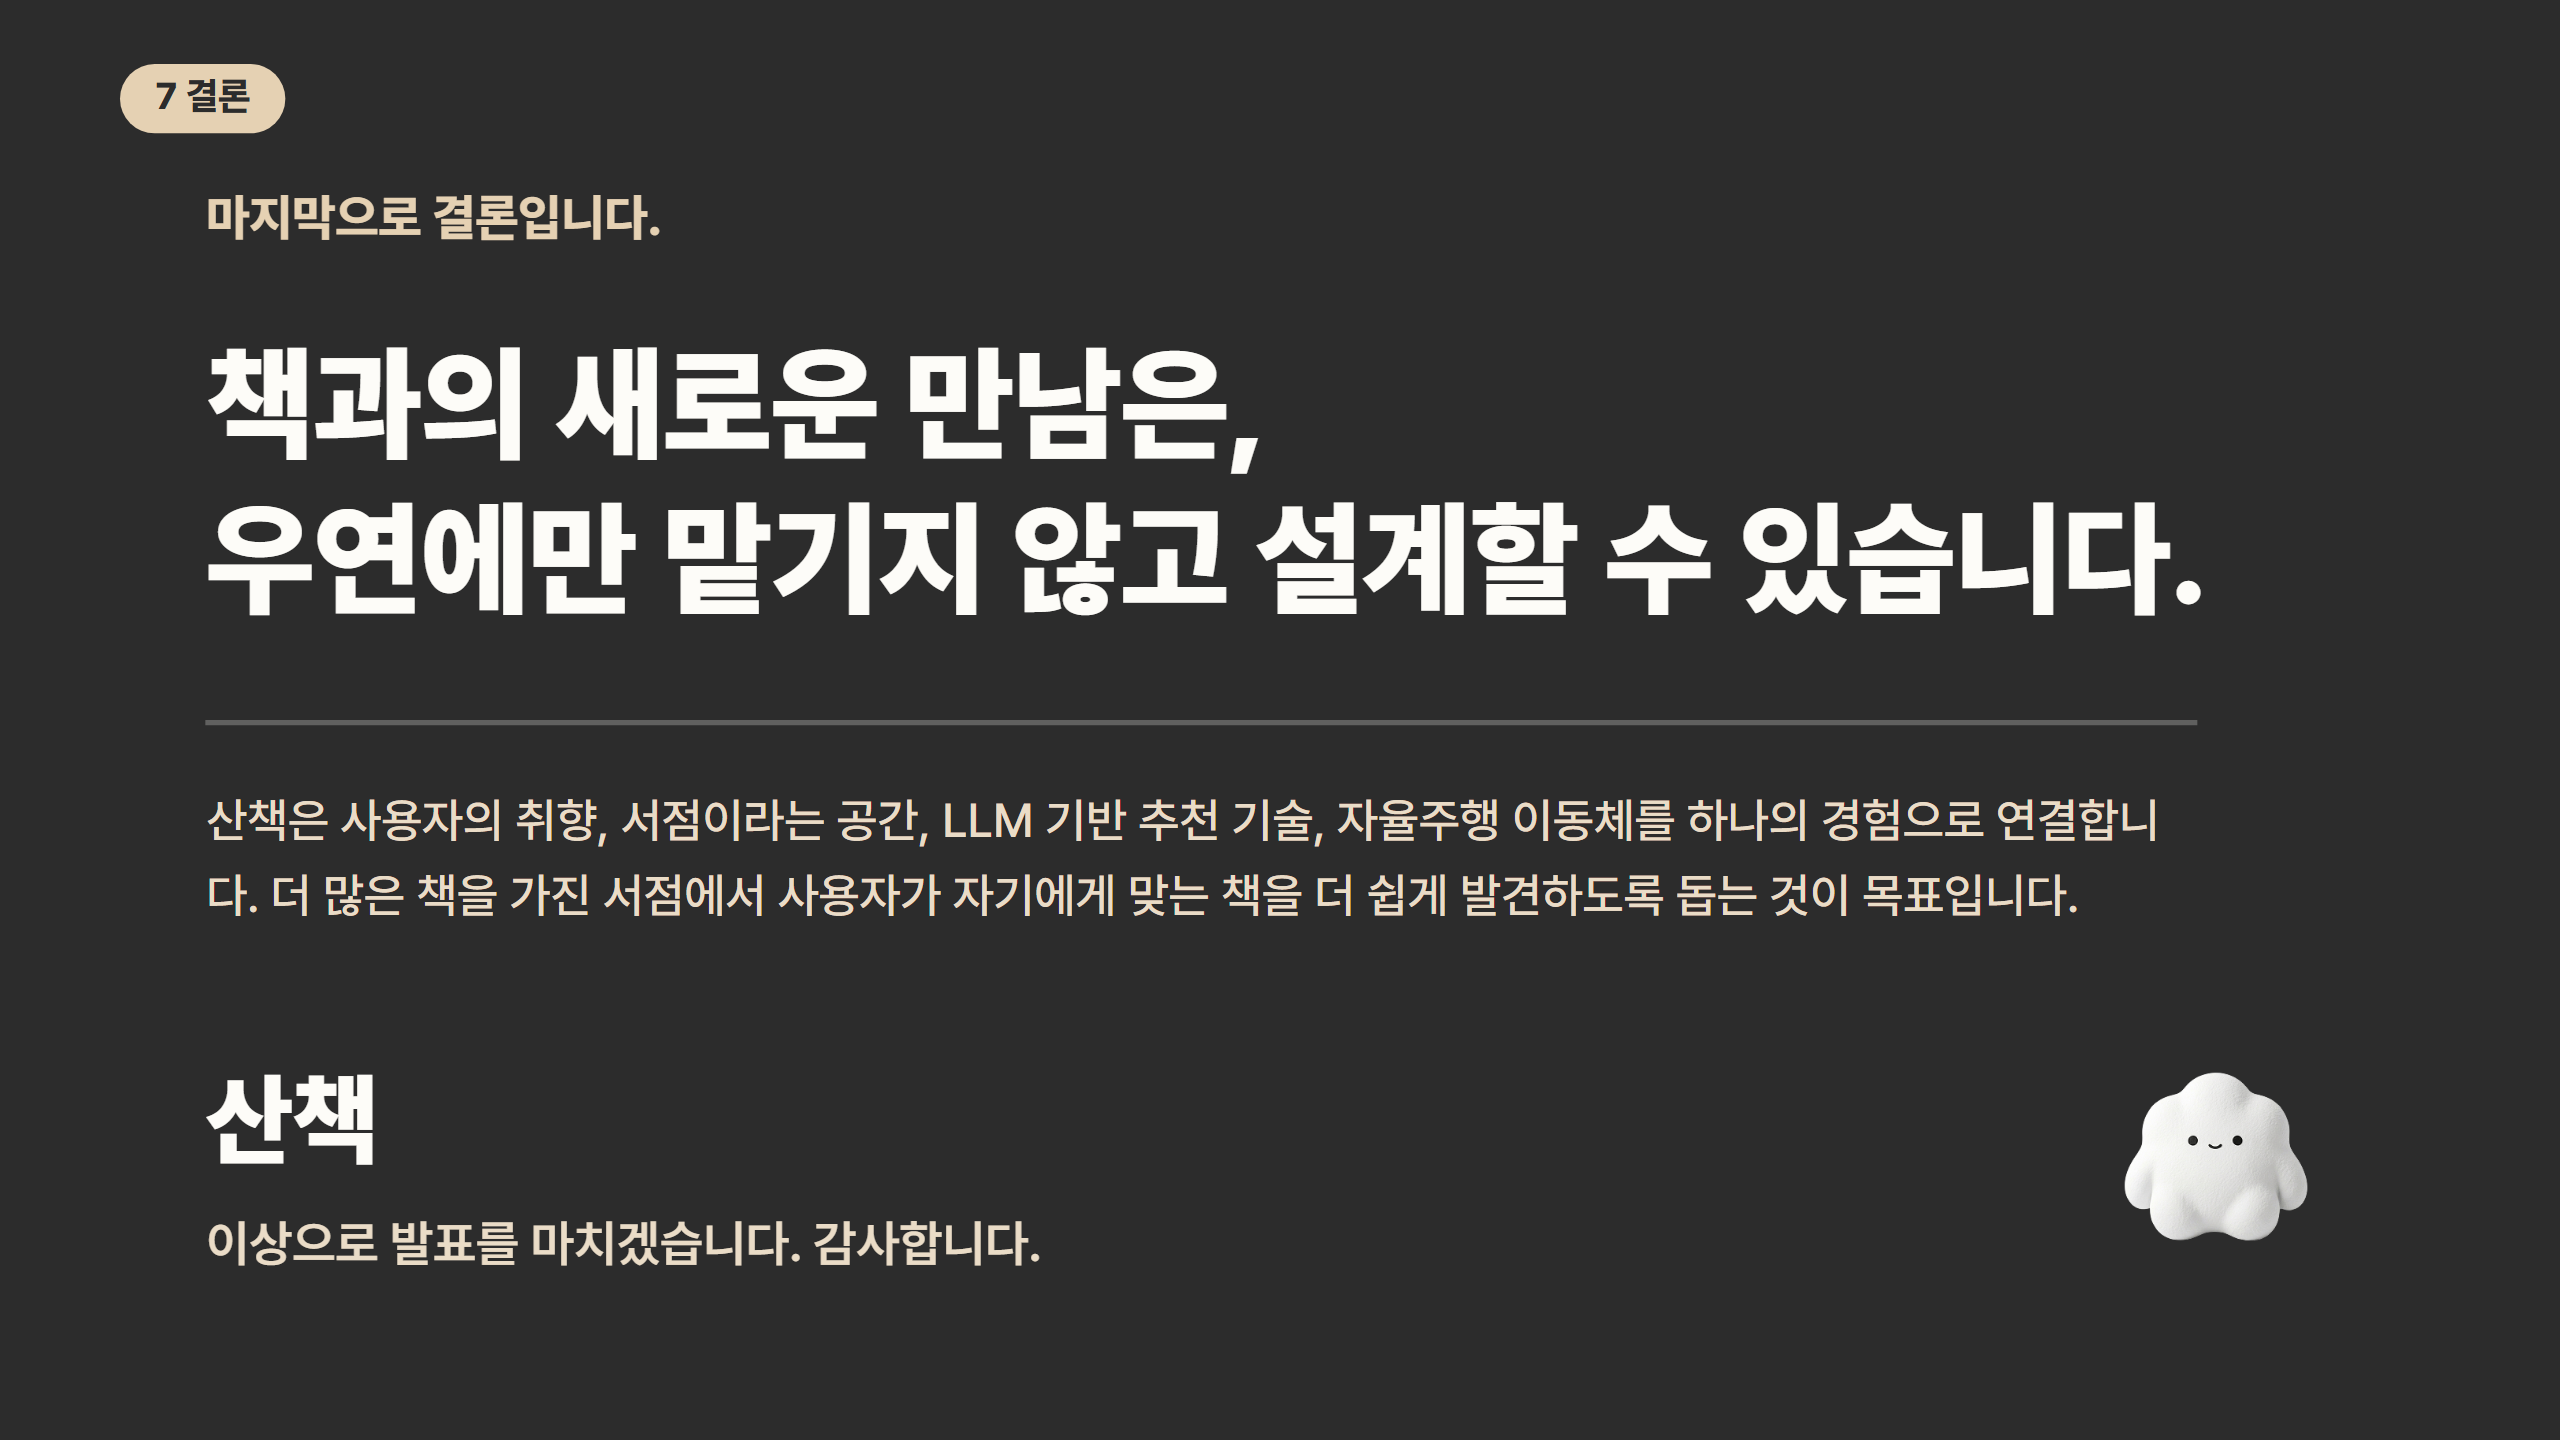 7 결론
마지막으로 결론입니다.
책과의 새로운 만남은,
우연에만 맡기지 않고 설계할 수 있습니다.
산책은 사용자의 취향, 서점이라는 공간, LLM 기반 추천 기술, 자율주행 이동체를 하나의 경험으로 연결합니
다. 더 많은 책을 가진 서점에서 사용자가 자기에게 맞는 책을 더 쉽게 발견하도록 돕는 것이 목표입니다.
산책
이상으로 발표를 마치겠습니다. 감사합니다.